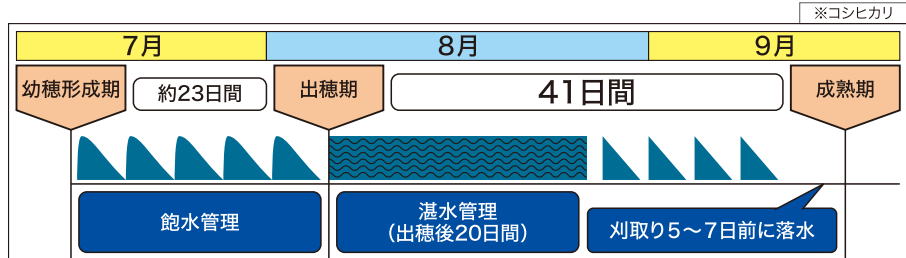 ※コシヒカリ
7月
8月
9月
幼穂形成期
約23日間
出穂期
41日間
成熟期
飽水管理
湛水管理
(出穂後20日間)
刈取り5~7日前に落水